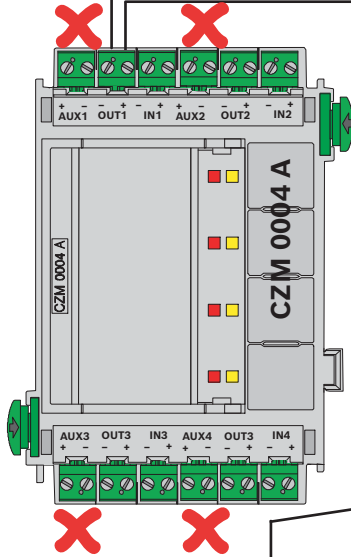 + - - + - + + - - + - +
AUX1 OUT1 IN1 AUX2 OUT2 IN2
CZM 0004 A
CZM 0004 A
AUX3 OUT3 IN3 AUX4 OUT3 IN4
+ - - + - + + - - + - +